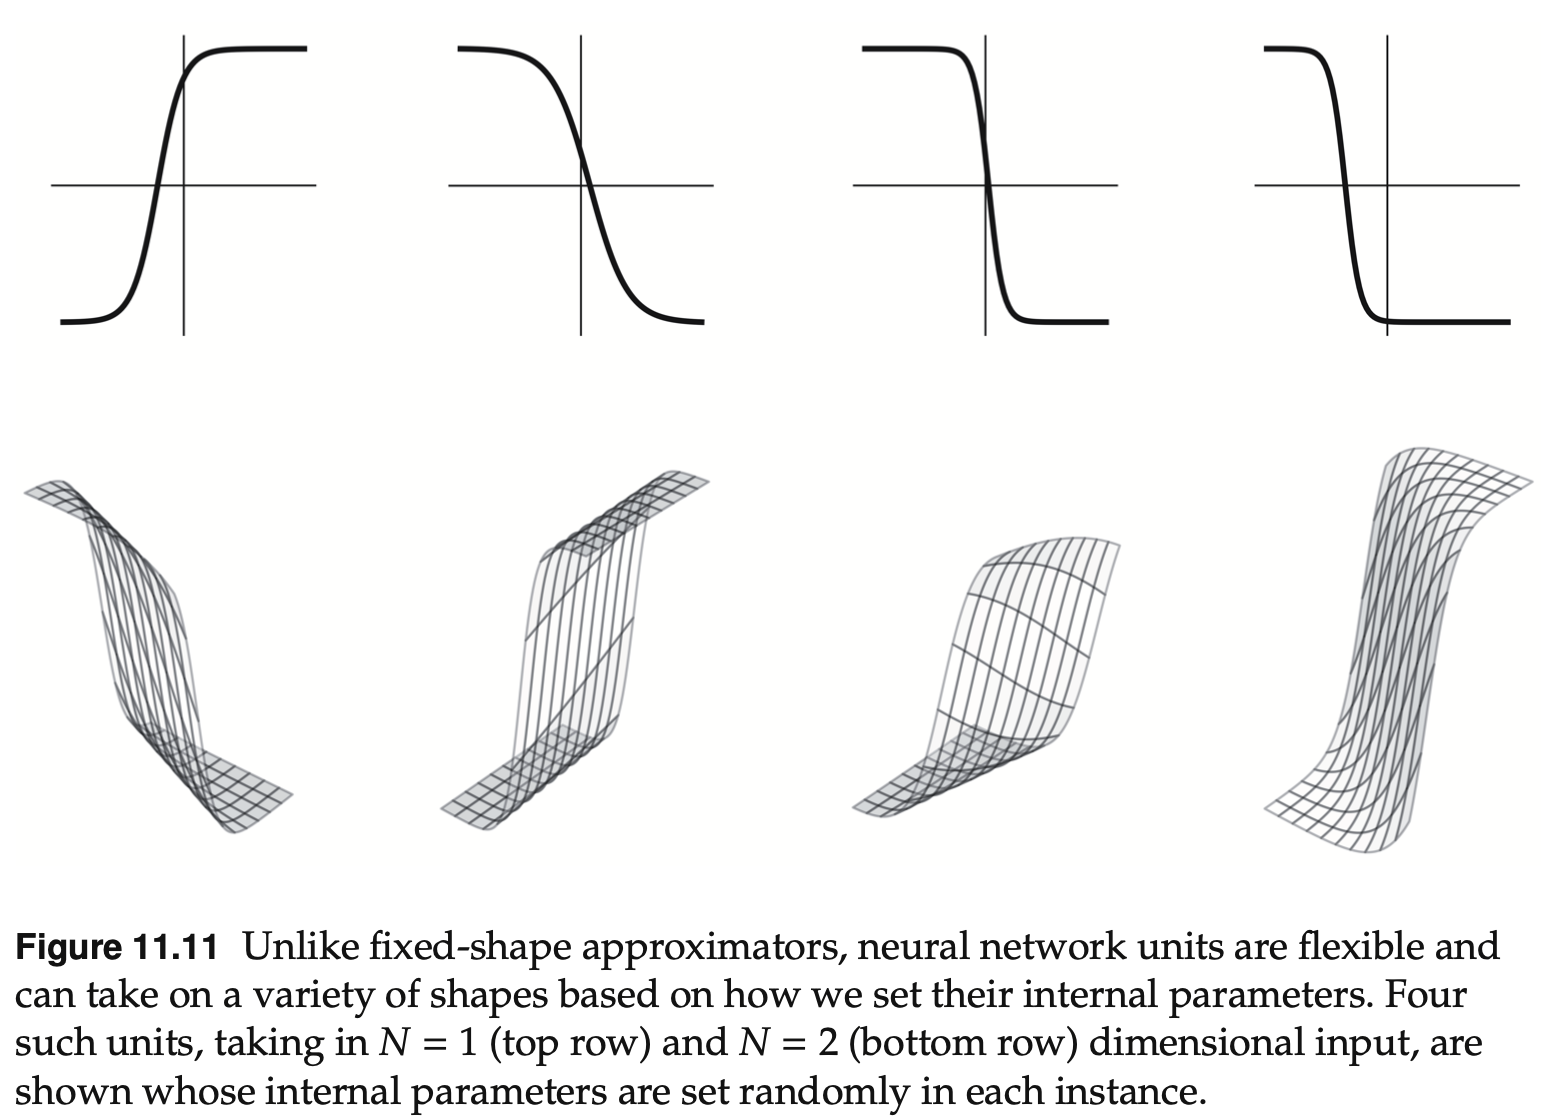 Figure 11.11 Unlike fixed-shape approximators, neural network units are flexible and
can take on a variety of shapes based on how we set their internal parameters. Four
such units, taking in N = 1 (top row) and N = 2 (bottom row) dimensional input, are
shown whose internal parameters are set randomly in each instance.